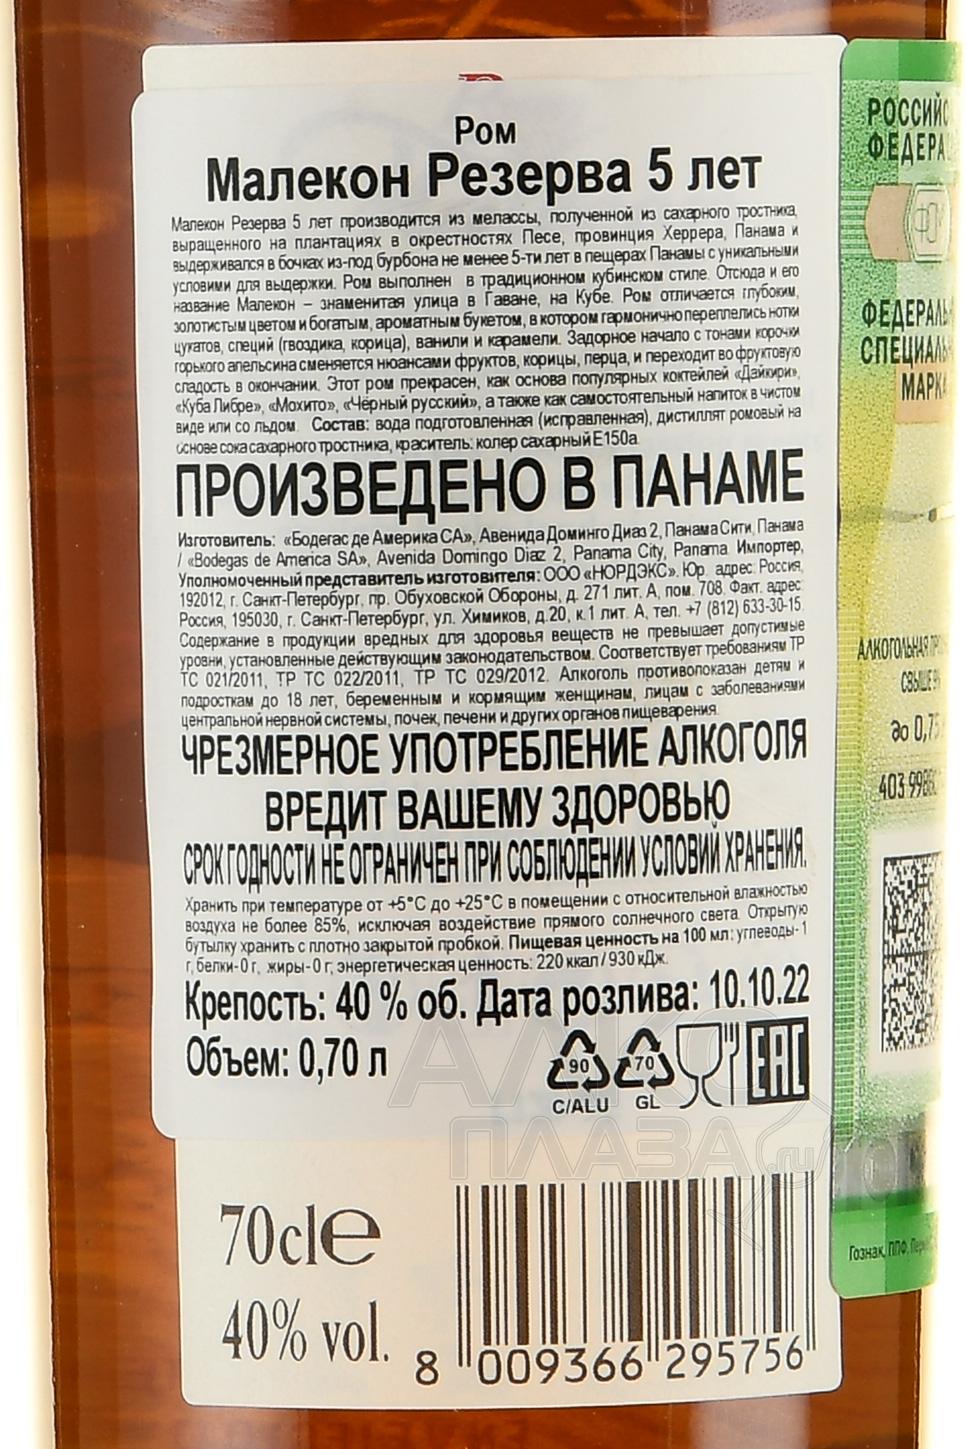 Ром
Малекон Резерва 5 лет
Малекон Резерва 5 лет производится из мелассы, полученной из сахарного тростника,
выращенного на плантациях в окрестностях Песе, провинция Херрера, Панама и
выдерживался в бочках из-под бурбона не менее 5-ти лет в пещерах Панамы с уникальными
условиями для выдержки. Ром выполнен в традиционном кубинском стиле. Отсюда и его
название Малекон – знаменитая улица в Гаване, на Кубе. Ром отличается глубоким,
золотистым цветом и богатым, ароматным букетом, в котором гармонично переплелись нотки
цукатов, специй (гвоздика, корица), ванили и карамели. Задорное начало с тонами корочки
горького апельсина сменяется нюансами фруктов, корицы, перца, и переходит во фруктовую
сладость в окончании. Этот ром прекрасен, как основа популярных коктейлей «Дайкири»,
«Куба Либре», «Мохито», «Чёрный русский», а также как самостоятельный напиток в чистом
виде или со льдом. Состав: вода подготовленная (исправленная), дистиллят ромовый на
основе сока сахарного тростника, краситель: колер сахарный Е150а.
ПРОИЗВЕДЕНО В ПАНАМЕ
Изготовитель: «Бодегас де Америка СА», Авенида Доминго Диаз 2, Панама Сити, Панама
/ «Bodegas de America SA», Avenida Domingo Diaz 2, Panama City, Panama. Импортер,
Уполномоченный представитель изготовителя: ООО «НОРДЭКС». Юр. адрес: Россия,
192012, г. Санкт-Петербург, пр. Обуховской Обороны, д. 271 лит. А, пом. 708. Факт. адрес:
Россия, 195030, г. Санкт-Петербург, ул. Химиков, д.20, к.1 лит. А, тел. +7 (812) 633-30-15.
Содержание в продукции вредных для здоровья веществ не превышает допустимые
уровни, установленные действующим законодательством. Соответствует требованиям ТР
ТС 021/2011, ТР ТС 022/2011, ТР ТС 029/2012. Алкоголь противопоказан детям и
подросткам до 18 лет, беременным и кормящим женщинам, лицам с заболеваниями
центральной нервной системы, почек, печени и других органов пищеварения.
ЧРЕЗМЕРНОЕ УПОТРЕБЛЕНИЕ АЛКОГОЛЯ
ВРЕДИТ ВАШЕМУ ЗДОРОВЬЮ
СРОК ГОДНОСТИ НЕ ОГРАНИЧЕН ПРИ СОБЛЮДЕНИИ УСЛОВИЙ ХРАНЕНИЯ.
Хранить при температуре от +5°С до +25°С в помещении с относительной влажностью
воздуха не более 85%, исключая воздействие прямого солнечного света. Открытую
бутылку хранить с плотно закрытой пробкой. Пищевая ценность на 100 мл: углеводы- 1
г, белки- 0 г, жиры- 0 г; энергетическая ценность: 220 ккал / 930 кДж.
Крепость: 40 % об. Дата розлива: 10.10.22
Объем: 0,70 л
90
C/ALU
70
GL
EAC
АЛКО
ПЛАЗА.ru
70cl e
40% vol.
8 009366 295756
РОССИЙС
ФЕДЕРА
ФСМ
ФЕДЕРАЛЬ
СПЕЦИАЛЬ
МАРКА
АЛКОГОЛЬНАЯ
СВЫШЕ
до 0,75
403
Гознак, ППФ,